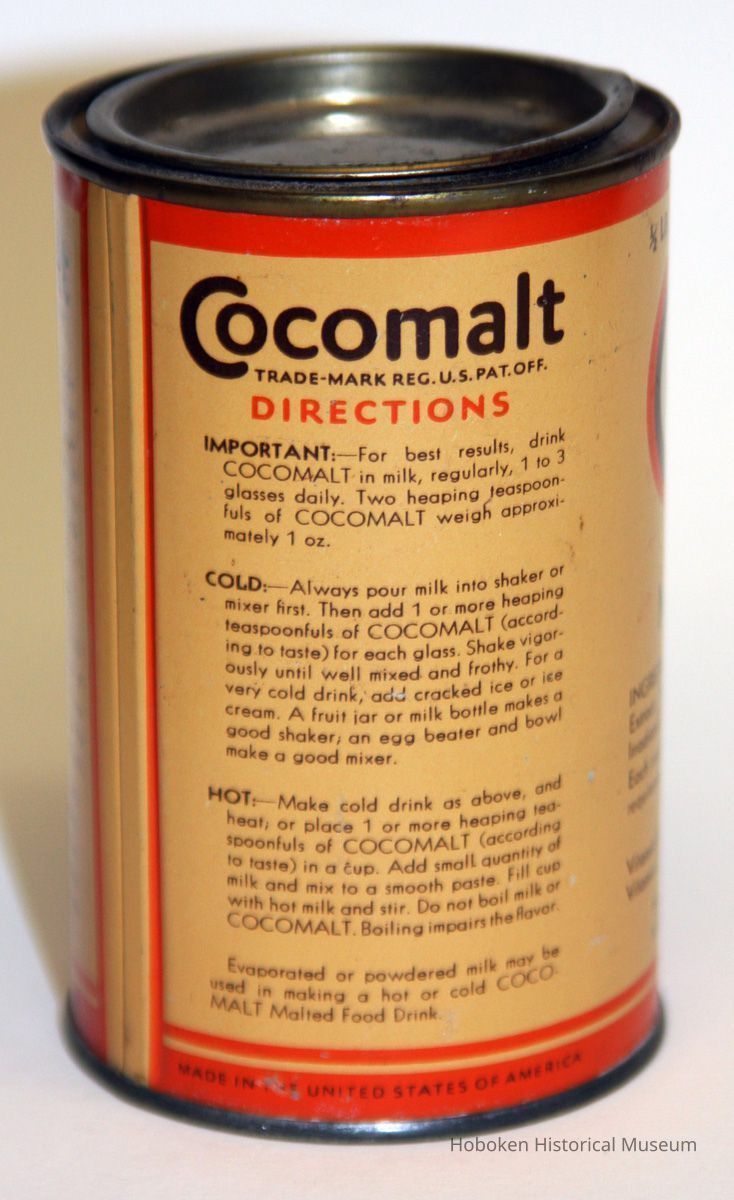 Cocomalt
TRADE-MARK REG. U.S. PAT. OFF.
DIRECTIONS
IMPORTANT:—For best results, drink
COCOMALT in milk, regularly, 1 to 3
glasses daily. Two heaping teaspoon-
fuls of COCOMALT weigh approxi-
mately 1 oz.
COLD:—Always pour milk into shaker or
mixer first. Then add 1 or more heaping
teaspoonfuls of COCOMALT (accord-
ing to taste) for each glass. Shake vigor-
ously until well mixed and frothy. For a
very cold drink, add cracked ice or ice
cream. A fruit jar or milk bottle makes a
good shaker; an egg beater and bowl
make a good mixer.
HOT:—Make cold drink as above, and
heat; or place 1 or more heaping tea-
spoonfuls of COCOMALT (according
to taste) in a cup. Add small quantity of
milk and mix to a smooth paste. Fill cup
with hot milk and stir. Do not boil milk or
COCOMALT. Boiling impairs the flavor.
Evaporated or powdered milk may be
used in making a hot or cold COCO-
MALT Malted Food Drink.
MADE IN THE UNITED STATES OF AMERICA
Hoboken Historical Museum